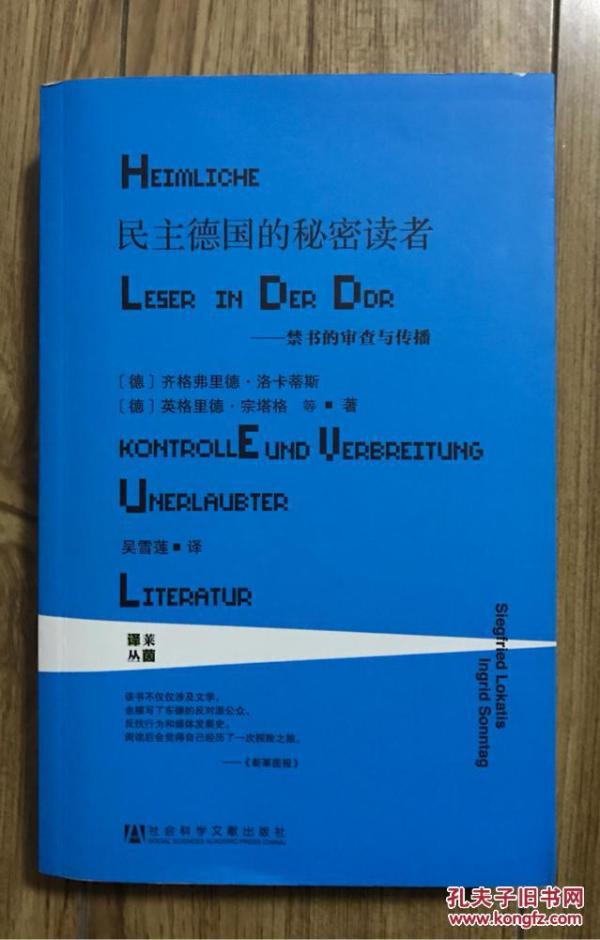 HEIMLICHE
民主德国的秘密读者
LESER IN DER DDR
——禁书的审查与传播
〔德〕齐格弗里德·洛卡蒂斯
〔德〕英格里德·宗塔格 等 ■ 著
KONTROLLE UND VERBREITUNG
UNERLAUBTER
吴雪莲 ■ 译
LITERATUR
Siegfried Lokatis
Ingrid Sonntag
译莱
丛茵
该书不仅仅涉及文学，
也描写了东德的反对派公众、
反抗行为和媒体发展史。
阅读后会觉得自己经历了一次探险之旅。
——《新莱茵报》
社会科学文献出版社
SOCIAL SCIENCES ACADEMIC PRESS (CHINA)
孔夫子旧书网
www.kongfz.com